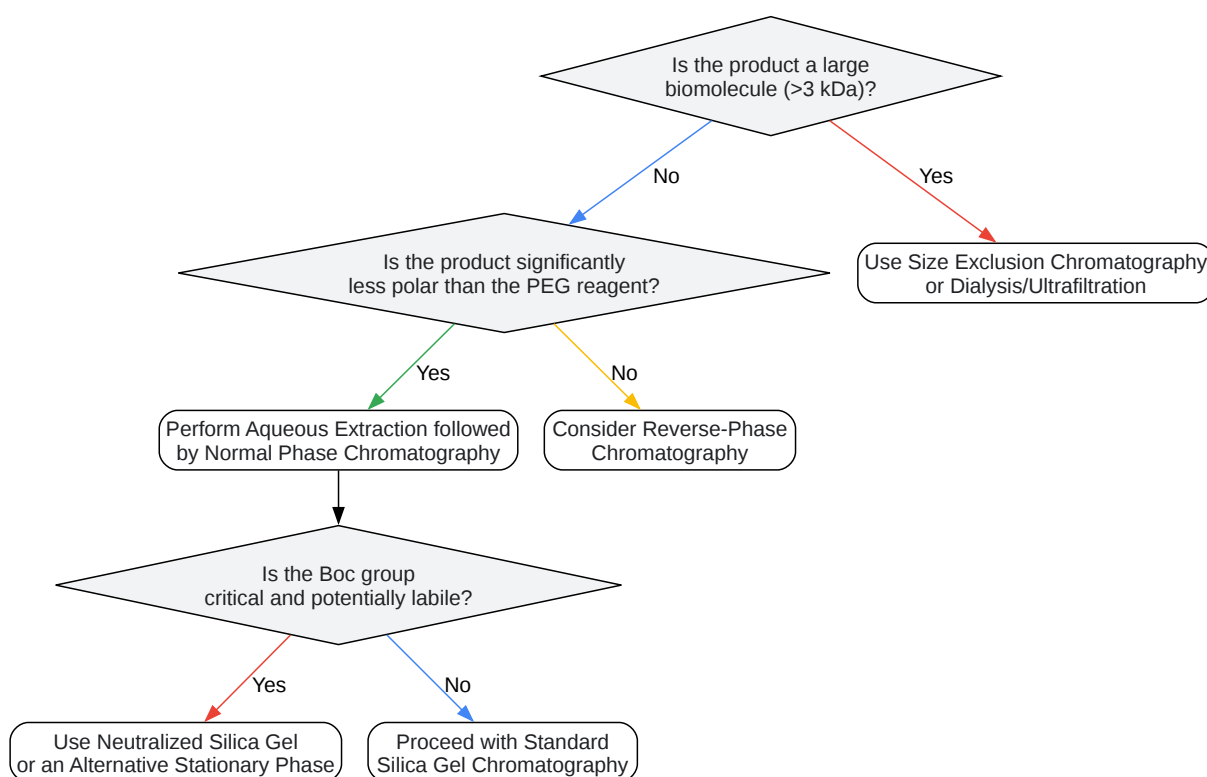 Is the product a large
biomolecule (>3 kDa)?
No
Yes
Is the product significantly
less polar than the PEG reagent?
Use Size Exclusion Chromatography
or Dialysis/Ultrafiltration
Yes
No
Perform Aqueous Extraction followed
by Normal Phase Chromatography
Consider Reverse-Phase
Chromatography
Is the Boc group
critical and potentially labile?
Yes
No
Use Neutralized Silica Gel
or an Alternative Stationary Phase
Proceed with Standard
Silica Gel Chromatography